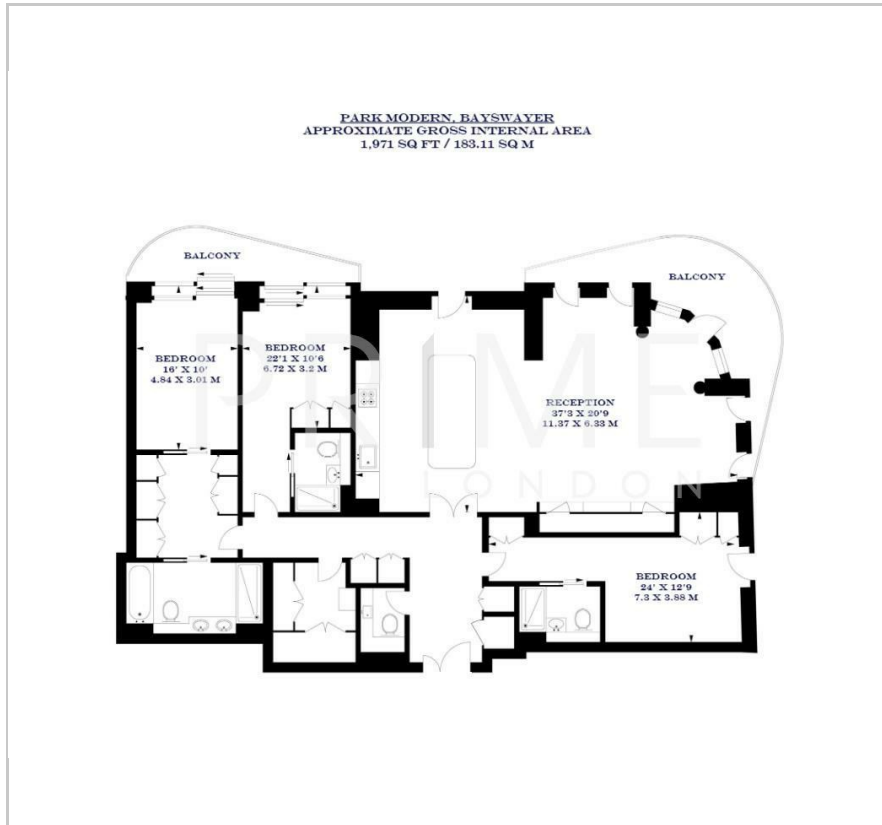 PARK MODERN, BAYSWAYER
APPROXIMATE GROSS INTERNAL AREA
1,971 SQ FT / 183.11 SQ M
BALCONY
BALCONY
BEDROOM
16' X 10'
4.84 X 3.01 M
BEDROOM
22'1 X 10'6
6.72 X 3.2 M
RECEPTION
37'3 X 20'9
11.37 X 6.33 M
PRIME
LONDON
BEDROOM
24' X 12'9
7.3 X 3.88 M